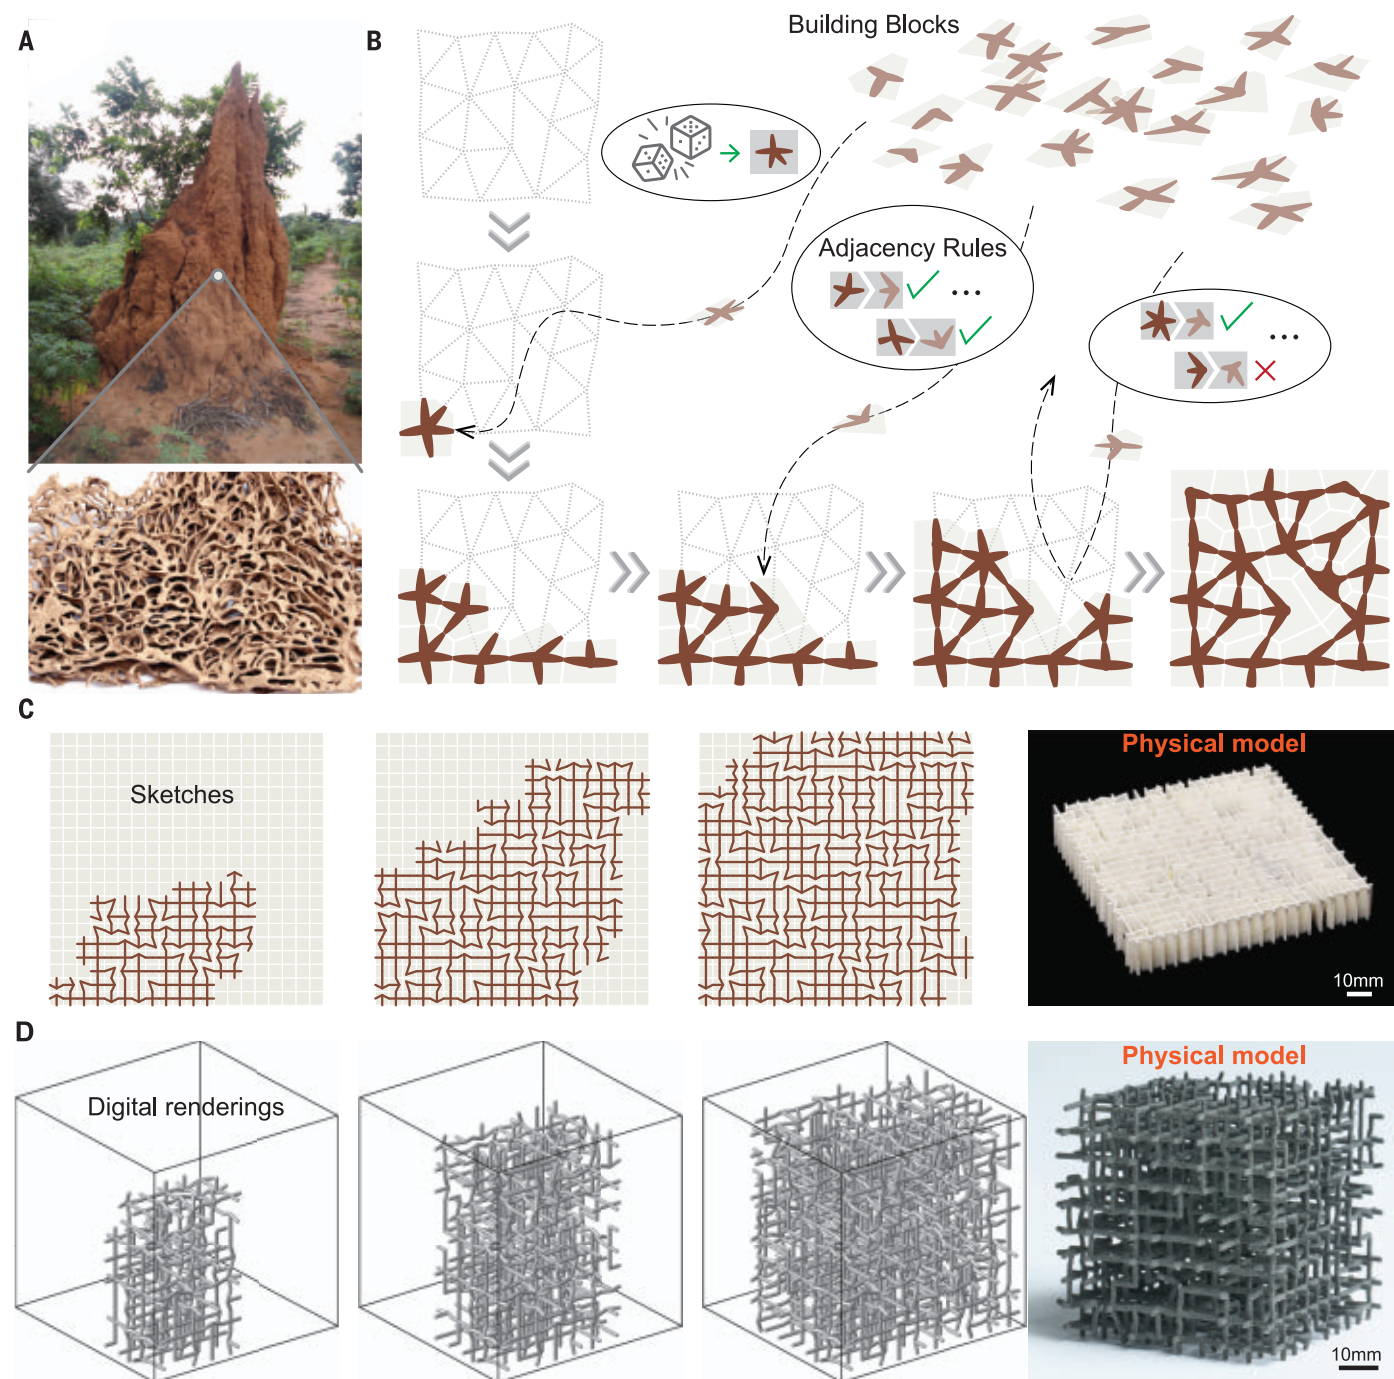 A
B
Building Blocks
Adjacency Rules
...
...
C
Sketches
Physical model
10mm
D
Digital renderings
Physical model
10mm